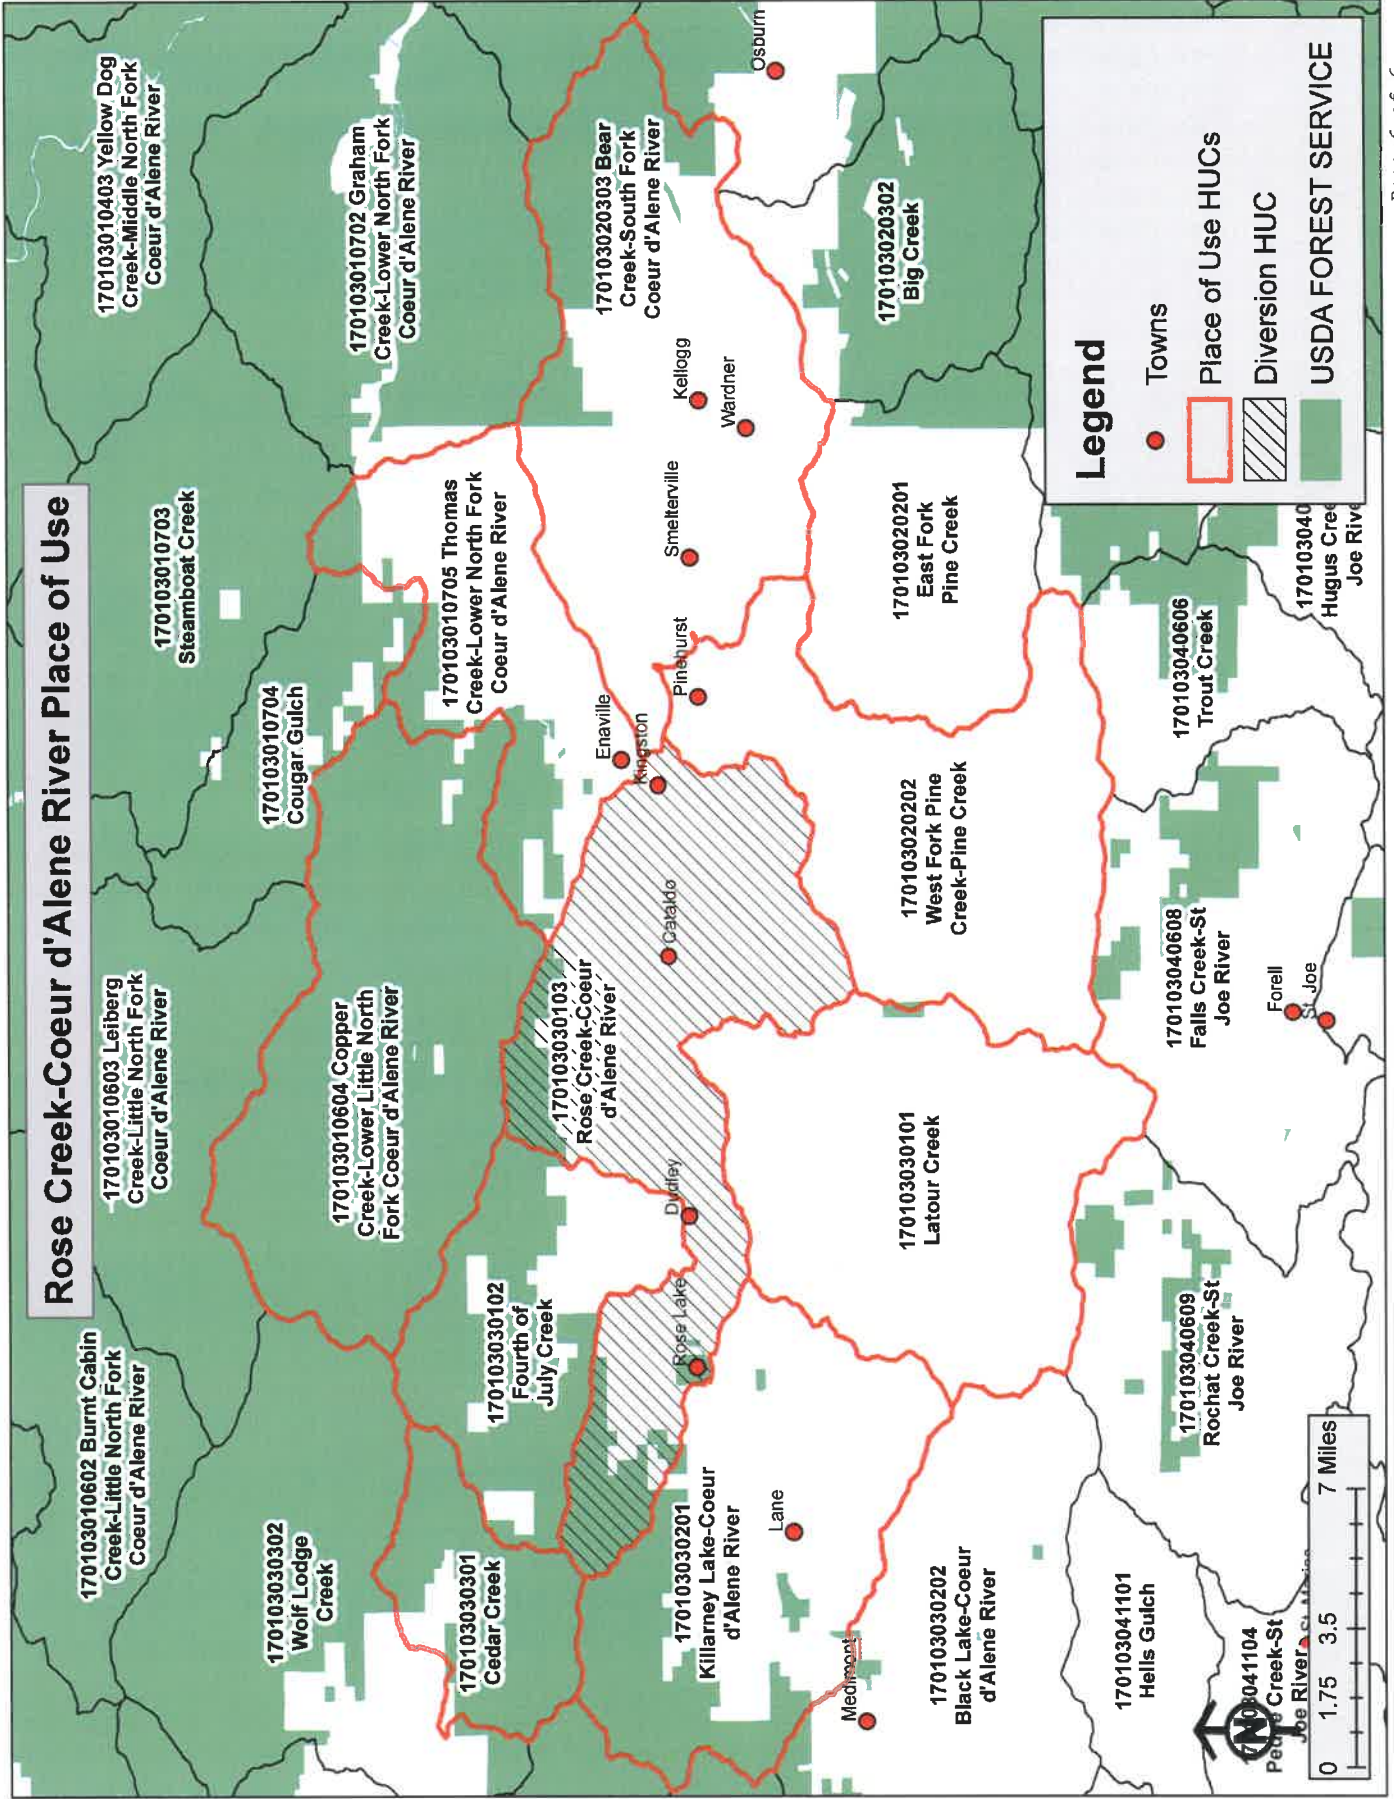 Rose Creek-Coeur d'Alene River Place of Use
170103010602 Burnt Cabin
Creek-Little North Fork
Coeur d'Alene River
170103010603 Leiberg
Creek-Little North Fork
Coeur d'Alene River
170103010703
Steamboat Creek
170103010403 Yellow Dog
Creek-Middle North Fork
Coeur d'Alene River
170103030302
Wolf Lodge
Creek
170103010604 Copper
Creek-Lower Little North
Fork Coeur d'Alene River
170103010704
Cougar Gulch
170103010702 Graham
Creek-Lower North Fork
Coeur d'Alene River
170103030301
Cedar Creek
170103030102
Fourth of
July Creek
170103010705 Thomas
Creek-Lower North Fork
Coeur d'Alene River
170103030103
Rose Creek-Coeur
d'Alene River
170103020303 Bear
Creek-South Fork
Coeur d'Alene River
Enaville
Kingston
Pinehurst
Smelterville
Kellogg
Wardner
Osburn
Cataldo
Dudley
Rose Lake
170103030201
Killarney Lake-Coeur
d'Alene River
Lane
Medimont
170103030202
Black Lake-Coeur
d'Alene River
170103030101
Latour Creek
170103020202
West Fork Pine
Creek-Pine Creek
170103020201
East Fork
Pine Creek
170103020302
Big Creek
170103041101
Hells Gulch
170103040609
Rochat Creek-St
Joe River
170103040608
Falls Creek-St
Joe River
170103040606
Trout Creek
Forell
St. Joe
170103040
Hugus Cree
Joe Rive
Creek-St
Joe River
N
0 1.75 3.5 7 Miles
Legend
Towns
Place of Use HUCs
Diversion HUC
USDA FOREST SERVICE